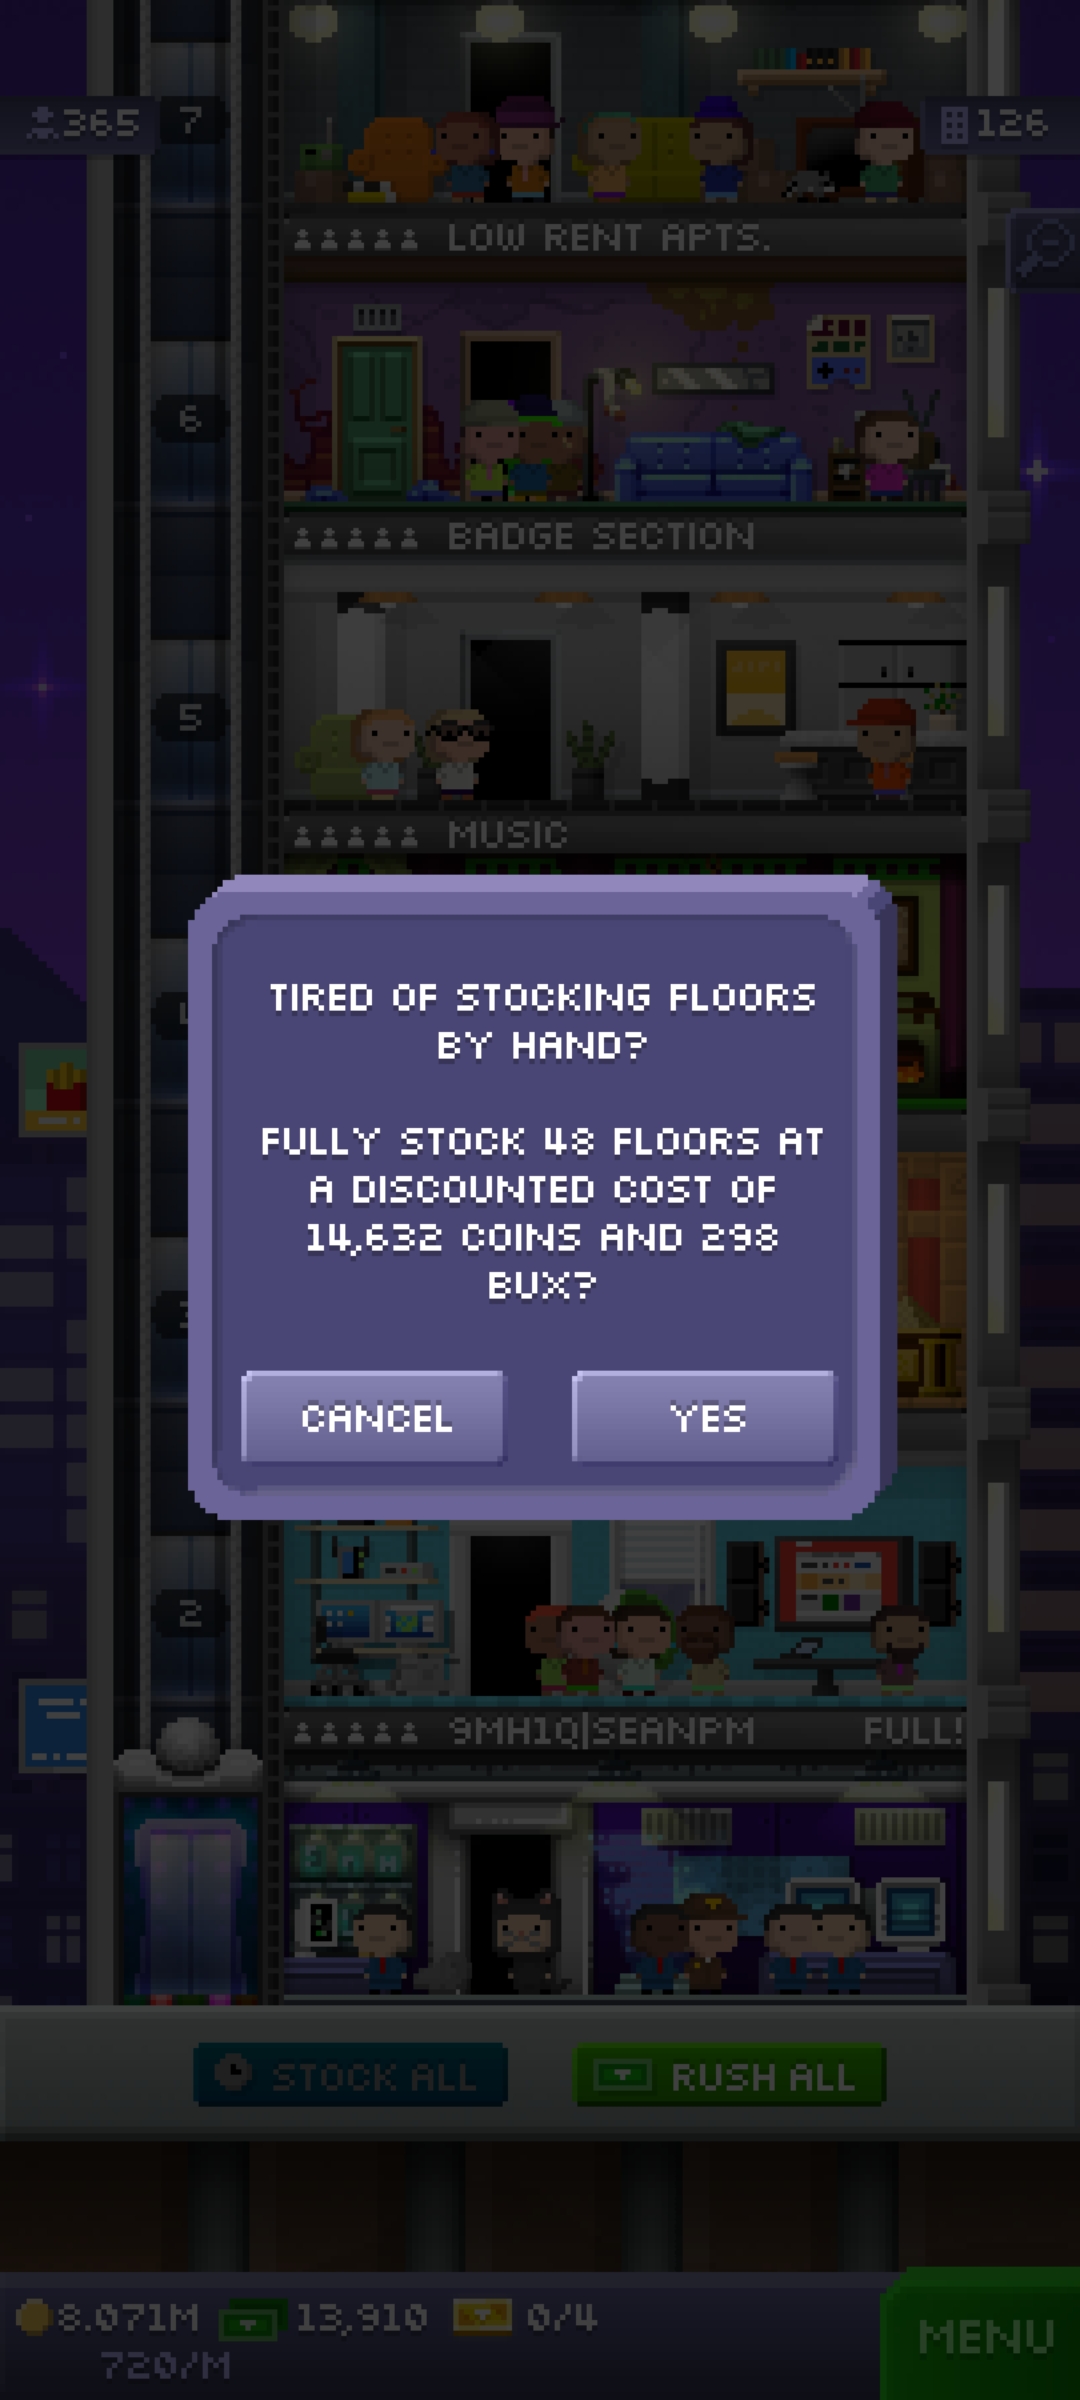 365
7
126
LOW RENT APTS.
6
BADGE SECTION
5
MUSIC
TIRED OF STOCKING FLOORS
BY HAND?
FULLY STOCK 48 FLOORS AT
A DISCOUNTED COST OF
14,632 COINS AND 298
BUX?
CANCEL
YES
2
9MH1Q|SEANPM
FULL!
STOCK ALL
RUSH ALL
8.071M
13,910
0/4
720/M
MENU